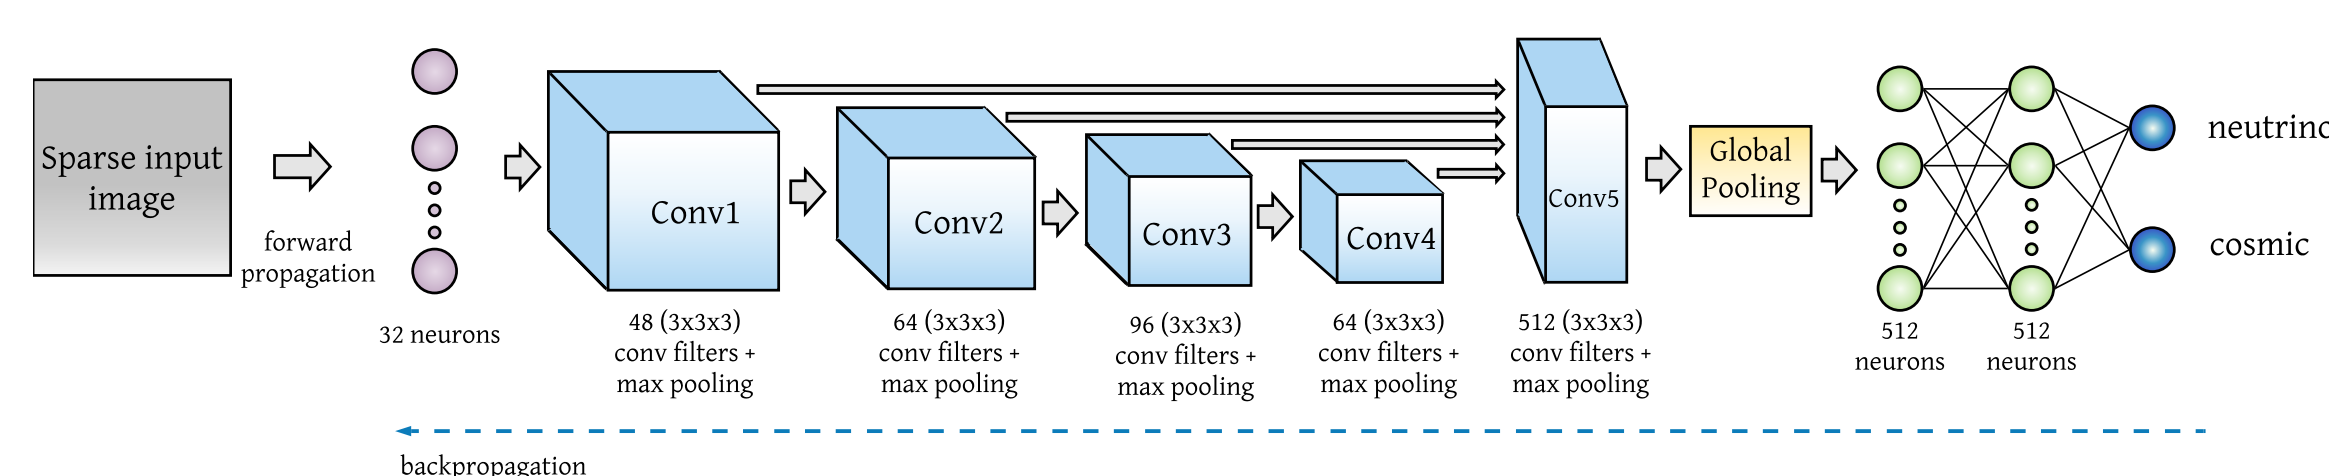 Sparse input
image
forward
propagation
32 neurons
Conv1
48 (3x3x3)
conv filters +
max pooling
Conv2
64 (3x3x3)
conv filters +
max pooling
Conv3
96 (3x3x3)
conv filters +
max pooling
Conv4
64 (3x3x3)
conv filters +
max pooling
Conv5
512 (3x3x3)
conv filters +
max pooling
Global
Pooling
512
neurons
512
neurons
neutrino
cosmic
backpropagation